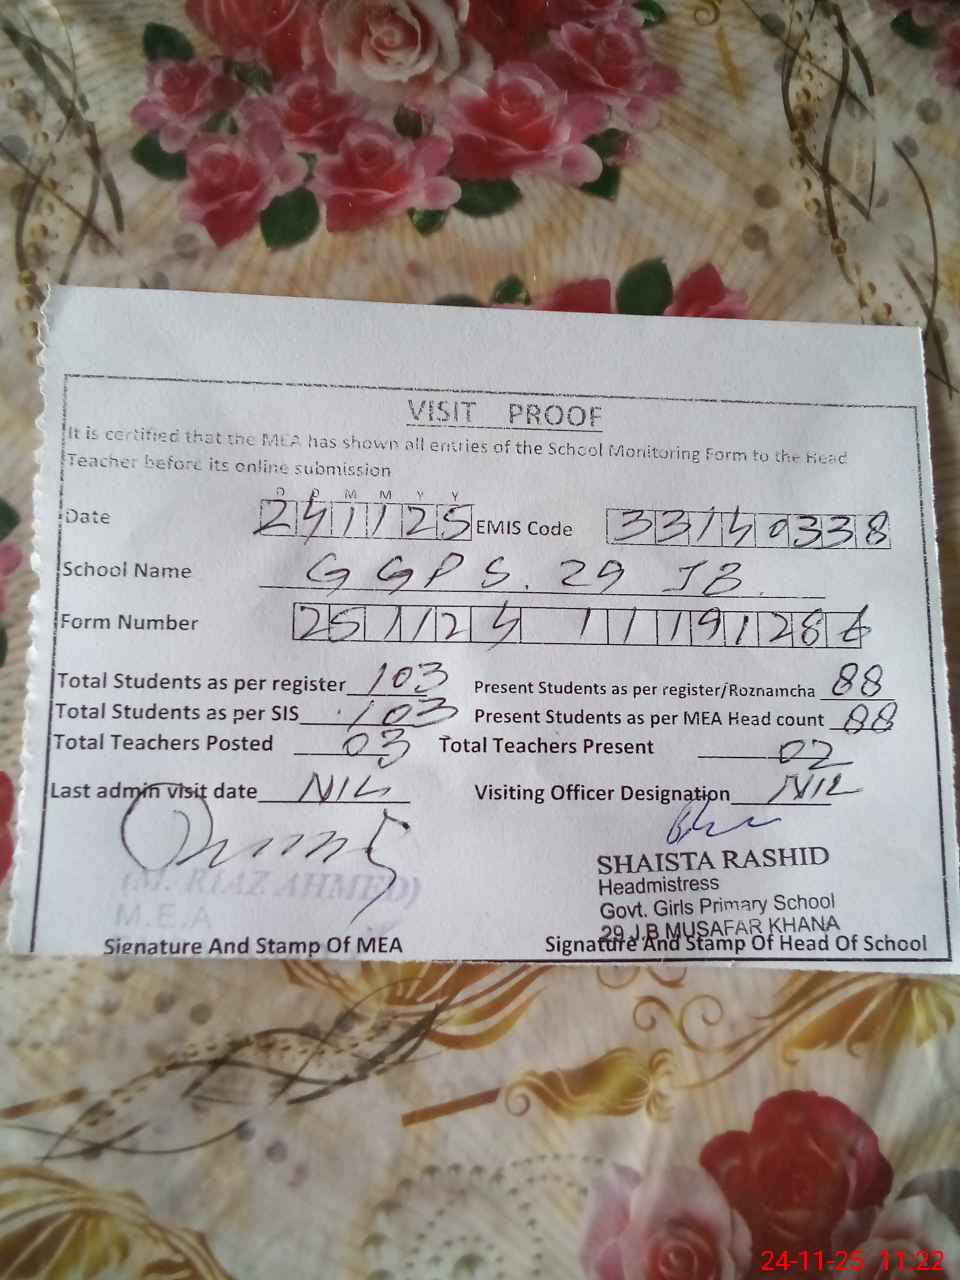 VISIT PROOF
It is certified that the MEA has shown all entries of the School Monitoring Form to the Head
Teacher before its online submission
D D M M Y Y
Date 241125 EMIS Code 33140338
School Name GGPS. 29 JB
Form Number 251124 11191286
Total Students as per register 103 Present Students as per register/Roznamcha 88
Total Students as per SIS 103 Present Students as per MEA Head count 88
Total Teachers Posted 03 Total Teachers Present 02
Last admin visit date NIL Visiting Officer Designation NIL
(M. RIAZ AHMED)
M.E.A
Signature And Stamp Of MEA
SHAISTA RASHID
Headmistress
Govt. Girls Primary School
29 J.B MUSAFAR KHANA
Signature And Stamp Of Head Of School
24-11-25 11:22